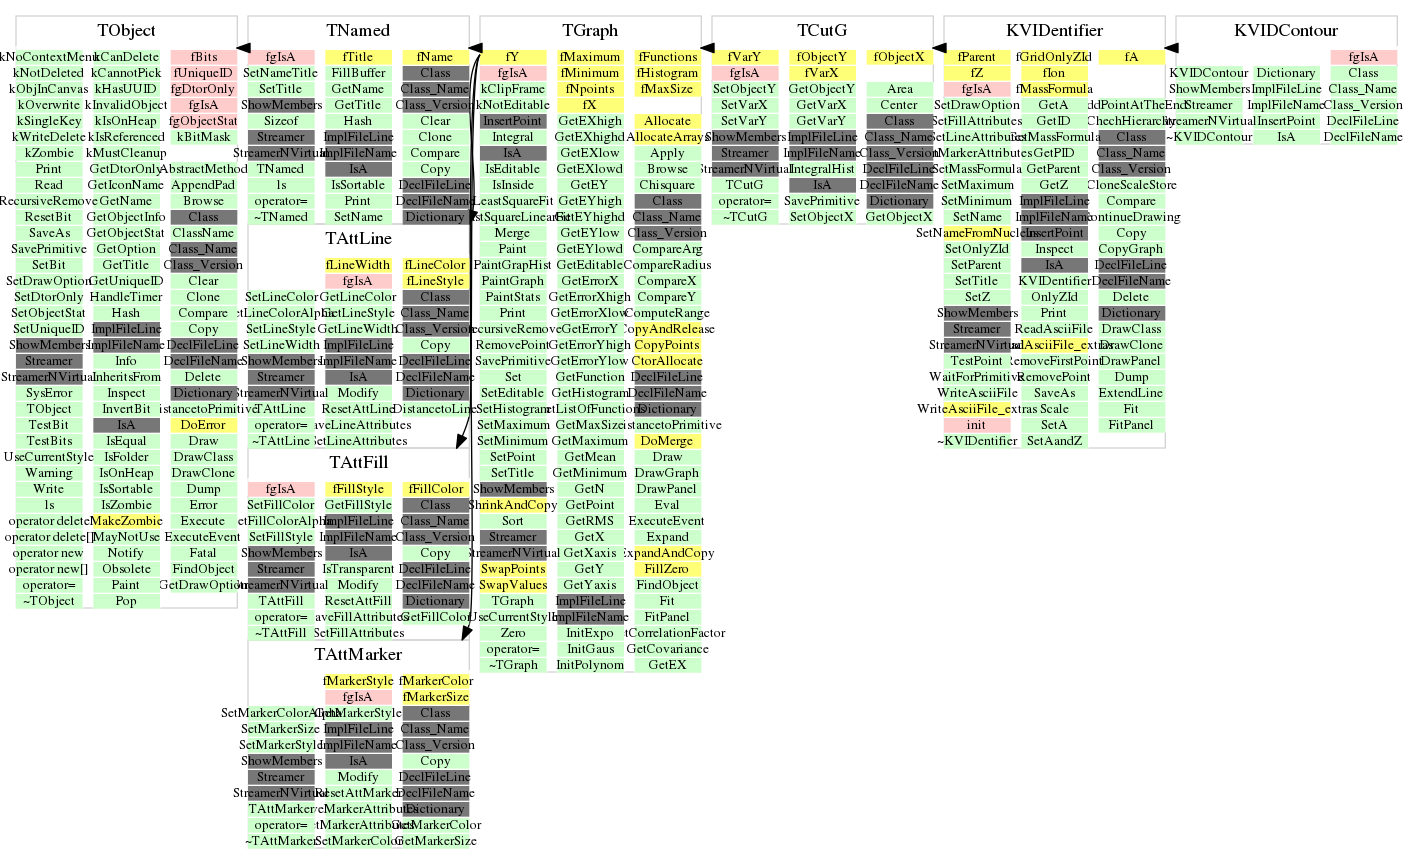 TObject
kNoContextMenu kCanDelete fBits
kNotDeleted kCannotPick fUniqueID
kObjInCanvas kHasUUID fgDtorOnly
kOverwrite kInvalidObject fgIsA
kSingleKey kIsOnHeap fgObjectStat
kWriteDelete kIsReferenced kBitMask
kZombie kMustCleanup
Print GetDtorOnly AbstractMethod
Read GetIconName AppendPad
RecursiveRemove GetName Browse
ResetBit GetObjectInfo Class
SaveAs GetObjectStat ClassName
SavePrimitive GetOption Class_Name
SetBit GetTitle Class_Version
SetDrawOption GetUniqueID Clear
SetDtorOnly HandleTimer Clone
SetObjectStat Hash Compare
SetUniqueID ImplFileLine Copy
ShowMembers ImplFileName DeclFileLine
Streamer Info DeclFileName
StreamerNVirtual InheritsFrom Delete
SysError Inspect Dictionary
TObject InvertBit DistancetoPrimitive
TestBit IsA DoError
TestBits IsEqual Draw
UseCurrentStyle IsFolder DrawClass
Warning IsOnHeap DrawClone
Write IsSortable Dump
ls IsZombie Error
operator delete MakeZombie Execute
operator delete[] MayNotUse ExecuteEvent
operator new Notify Fatal
operator new[] Obsolete FindObject
operator= Paint GetDrawOption
~TObject Pop
TNamed
fgIsA fTitle fName
SetNameTitle FillBuffer Class
SetTitle GetName Class_Name
ShowMembers GetTitle Class_Version
Sizeof Hash Clear
Streamer ImplFileLine Clone
StreamerNVirtual ImplFileName Compare
TNamed IsA Copy
ls IsSortable DeclFileLine
operator= Print DeclFileName
~TNamed SetName Dictionary
TAttLine
fLineWidth fLineColor
fgIsA fLineStyle
SetLineColor GetLineColor Class
SetLineColorAlpha GetLineStyle Class_Name
SetLineStyle GetLineWidth Class_Version
SetLineWidth ImplFileLine Copy
ShowMembers ImplFileName DeclFileLine
Streamer IsA DeclFileName
StreamerNVirtual Modify Dictionary
TAttLine ResetAttLine DistancetoLine
operator= SaveLineAttributes
~TAttLine SetLineAttributes
TAttFill
fgIsA fFillStyle fFillColor
SetFillColor GetFillStyle Class
SetFillColorAlpha ImplFileLine Class_Name
SetFillStyle ImplFileName Class_Version
ShowMembers IsA Copy
Streamer IsTransparent DeclFileLine
StreamerNVirtual Modify DeclFileName
TAttFill ResetAttFill Dictionary
operator= SaveFillAttributes GetFillColor
~TAttFill SetFillAttributes
TAttMarker
fMarkerStyle fMarkerColor
fgIsA fMarkerSize
SetMarkerColorAlpha GetMarkerStyle Class
SetMarkerSize ImplFileLine Class_Name
SetMarkerStyle ImplFileName Class_Version
ShowMembers IsA Copy
Streamer Modify DeclFileLine
StreamerNVirtual ResetAttMarker DeclFileName
TAttMarker SaveMarkerAttributes Dictionary
operator= SetMarkerAttributes GetMarkerColor
~TAttMarker SetMarkerColor GetMarkerSize
TGraph
fY fMaximum fFunctions
fgIsA fMinimum fHistogram
kClipFrame fNpoints fMaxSize
kNotEditable fX
InsertPoint GetEXhigh Allocate
Integral GetEXhighd AllocateArrays
IsA GetEXlow Apply
IsEditable GetEXlowd Browse
IsInside GetEY Chisquare
LeastSquareFit GetEYhigh Class
LeastSquareLinearFit GetEYhighd Class_Name
Merge GetEYlow Class_Version
Paint GetEYlowd CompareArg
PaintGrapHist GetEditable CompareRadius
PaintGraph GetErrorX CompareX
PaintStats GetErrorXhigh CompareY
Print GetErrorXlow ComputeRange
RecursiveRemove GetErrorY CopyAndRelease
RemovePoint GetErrorYhigh CopyPoints
SavePrimitive GetErrorYlow CtorAllocate
Set GetFunction DeclFileLine
SetEditable GetHistogram DeclFileName
SetHistogram GetListOfFunctions Dictionary
SetMaximum GetMaxSize DistancetoPrimitive
SetMinimum GetMaximum DoMerge
SetPoint GetMean Draw
SetTitle GetMinimum DrawGraph
ShowMembers GetN DrawPanel
ShrinkAndCopy GetPoint Eval
Sort GetRMS ExecuteEvent
Streamer GetX Expand
StreamerNVirtual GetXaxis ExpandAndCopy
SwapPoints GetY FillZero
SwapValues GetYaxis FindObject
TGraph ImplFileLine Fit
UseCurrentStyle ImplFileName FitPanel
Zero InitExpo GetCorrelationFactor
operator= InitGaus GetCovariance
~TGraph InitPolynom GetEX
TCutG
fVarY fObjectY fObjectX
fgIsA fVarX
SetObjectY GetObjectY Area
SetVarX GetVarX Center
SetVarY GetVarY Class
ShowMembers ImplFileLine Class_Name
Streamer ImplFileName Class_Version
StreamerNVirtual IntegralHist DeclFileLine
TCutG IsA DeclFileName
operator= SavePrimitive Dictionary
~TCutG SetObjectX GetObjectX
KVIDentifier
fParent fGridOnlyZId fA
fZ fIon
fgIsA fMassFormula
SetDrawOption GetA AddPointAtTheEnd
SetFillAttributes GetID ChechHierarchy
SetLineAttributes GetMassFormula Class
SetMarkerAttributes GetPID Class_Name
SetMassFormula GetParent Class_Version
SetMaximum GetZ CloneScaleStore
SetMinimum ImplFileLine Compare
SetName ImplFileName ContinueDrawing
SetNameFromNucleus InsertPoint Copy
SetOnlyZId Inspect CopyGraph
SetParent IsA DeclFileLine
SetTitle KVIDentifier DeclFileName
SetZ OnlyZId Delete
ShowMembers Print Dictionary
Streamer ReadAsciiFile DrawClass
StreamerNVirtual ReadAsciiFile_extras DrawClone
TestPoint RemoveFirstPoint DrawPanel
WaitForPrimitive RemovePoint Dump
WriteAsciiFile SaveAs ExtendLine
WriteAsciiFile_extras Scale Fit
init SetA FitPanel
~KVIDentifier SetAandZ
KVIDContour
fgIsA
KVIDContour Dictionary Class
ShowMembers ImplFileLine Class_Name
Streamer ImplFileName Class_Version
StreamerNVirtual InsertPoint DeclFileLine
~KVIDContour IsA DeclFileName